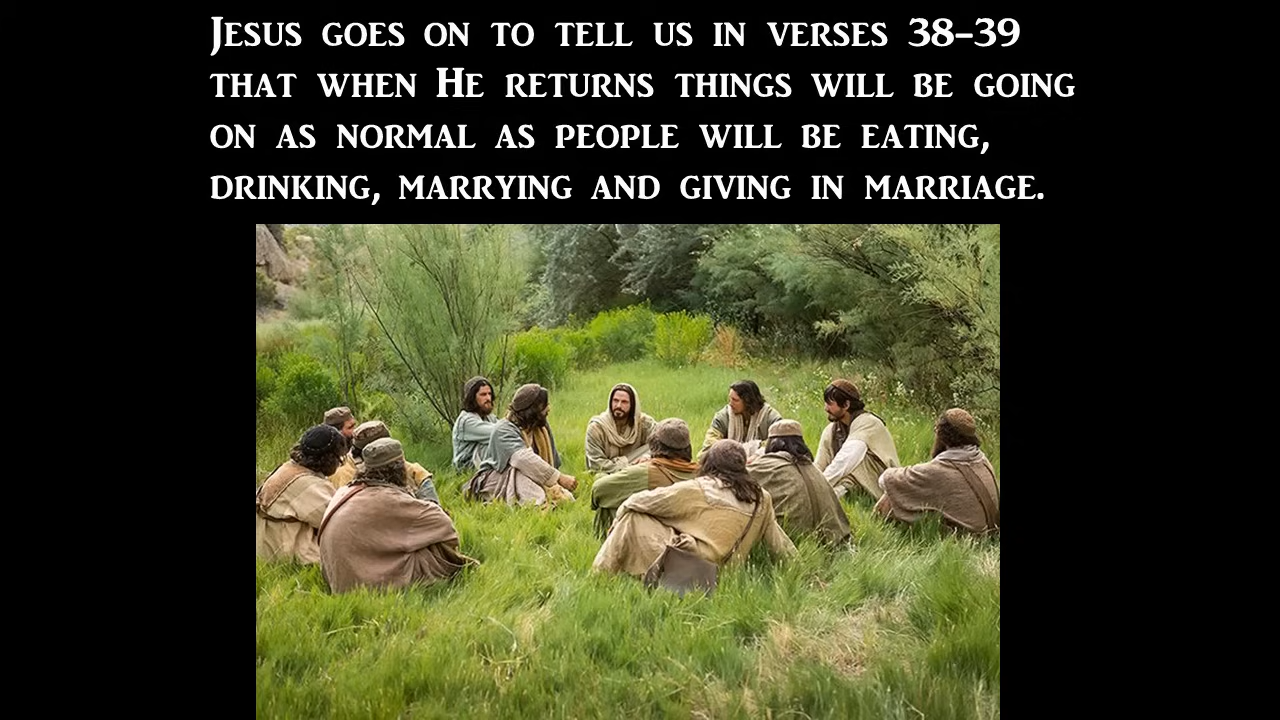 Jesus goes on to tell us in verses 38-39
that when He returns things will be going
on as normal as people will be eating,
drinking, marrying and giving in marriage.